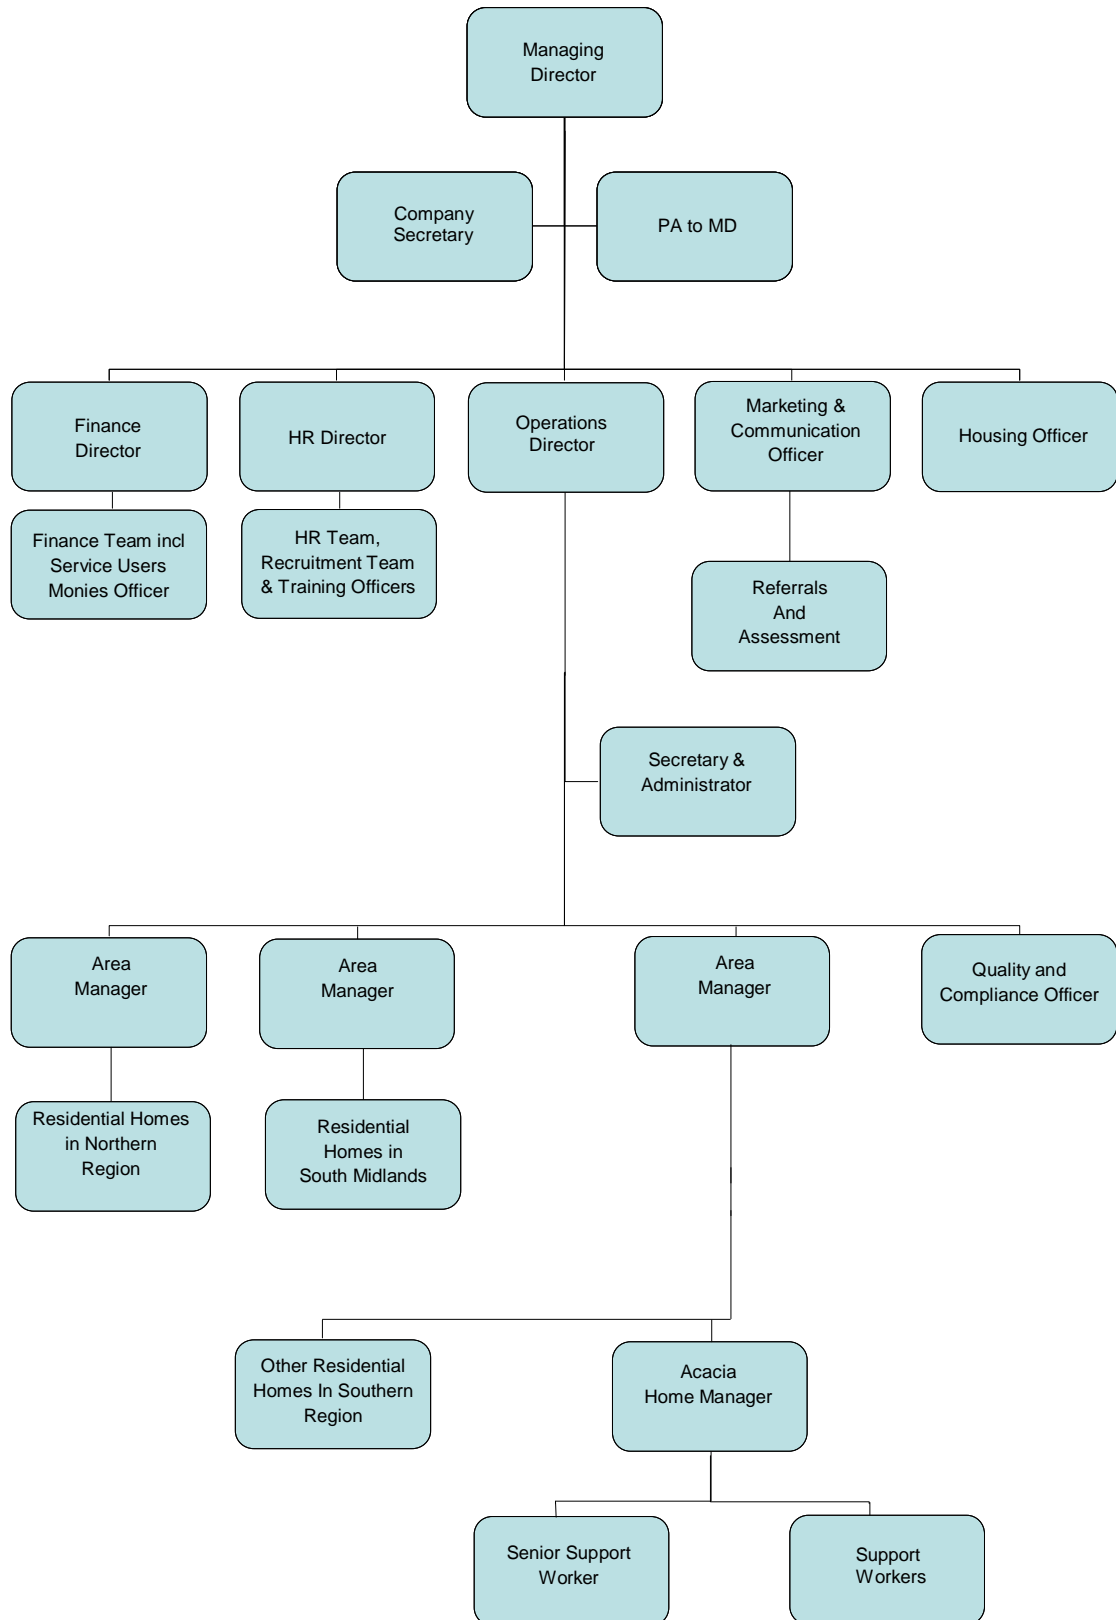 Managing
Director
Company
Secretary
PA to MD
Finance
Director
HR Director
Operations
Director
Marketing &
Communication
Officer
Housing Officer
Finance Team incl
Service Users
Monies Officer
HR Team,
Recruitment Team
& Training Officers
Referrals
And
Assessment
Secretary &
Administrator
Area
Manager
Area
Manager
Area
Manager
Quality and
Compliance Officer
Residential Homes
in Northern
Region
Residential
Homes in
South Midlands
Other Residential
Homes In Southern
Region
Acacia
Home Manager
Senior Support
Worker
Support
Workers